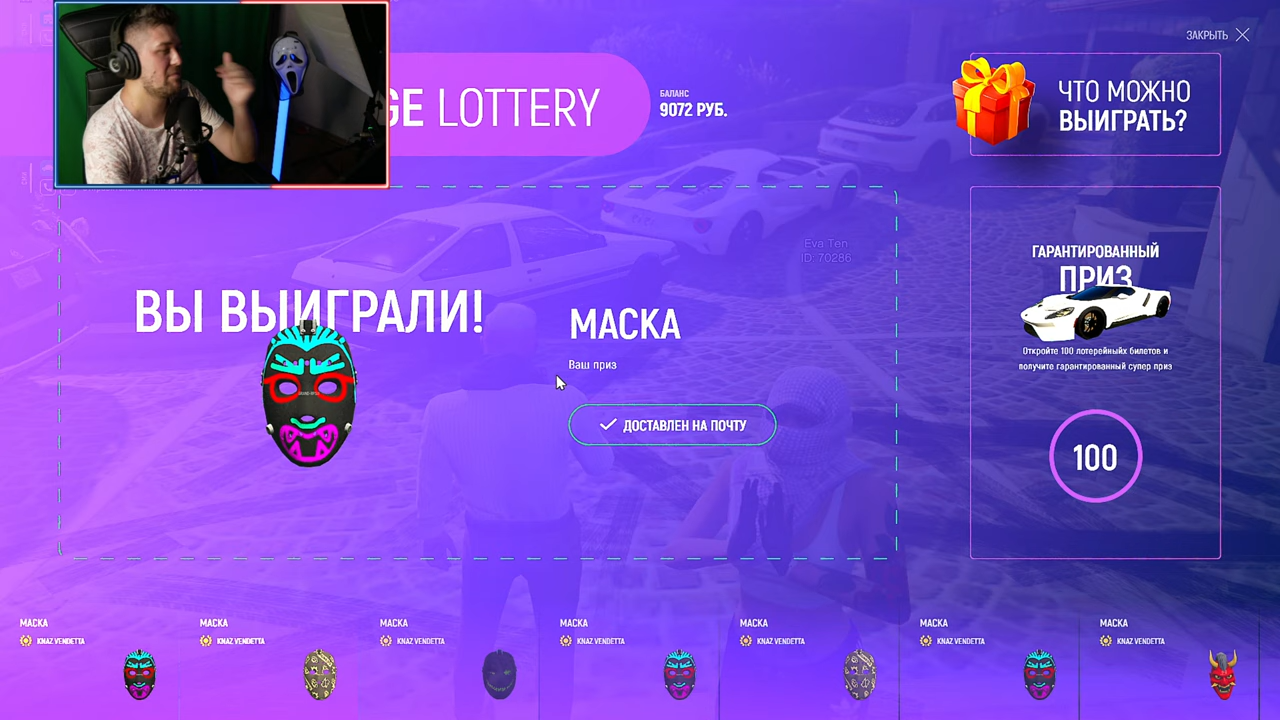 ЗАКРЫТЬ
GE LOTTERY
БАЛАНС
9072 РУБ.
ЧТО МОЖНО
ВЫИГРАТЬ?
Eva Ten
ID: 70286
ВЫ ВЫИГРАЛИ!
МАСКА
Ваш приз
ДОСТАВЛЕН НА ПОЧТУ
ГАРАНТИРОВАННЫЙ
ПРИЗ
Откройте 100 лотерейныйх билетов и
получите гарантированный супер приз
100
МАСКА
KNAZ VENDETTA
МАСКА
KNAZ VENDETTA
МАСКА
KNAZ VENDETTA
МАСКА
KNAZ VENDETTA
МАСКА
KNAZ VENDETTA
МАСКА
KNAZ VENDETTA
МАСКА
KNAZ VENDETTA